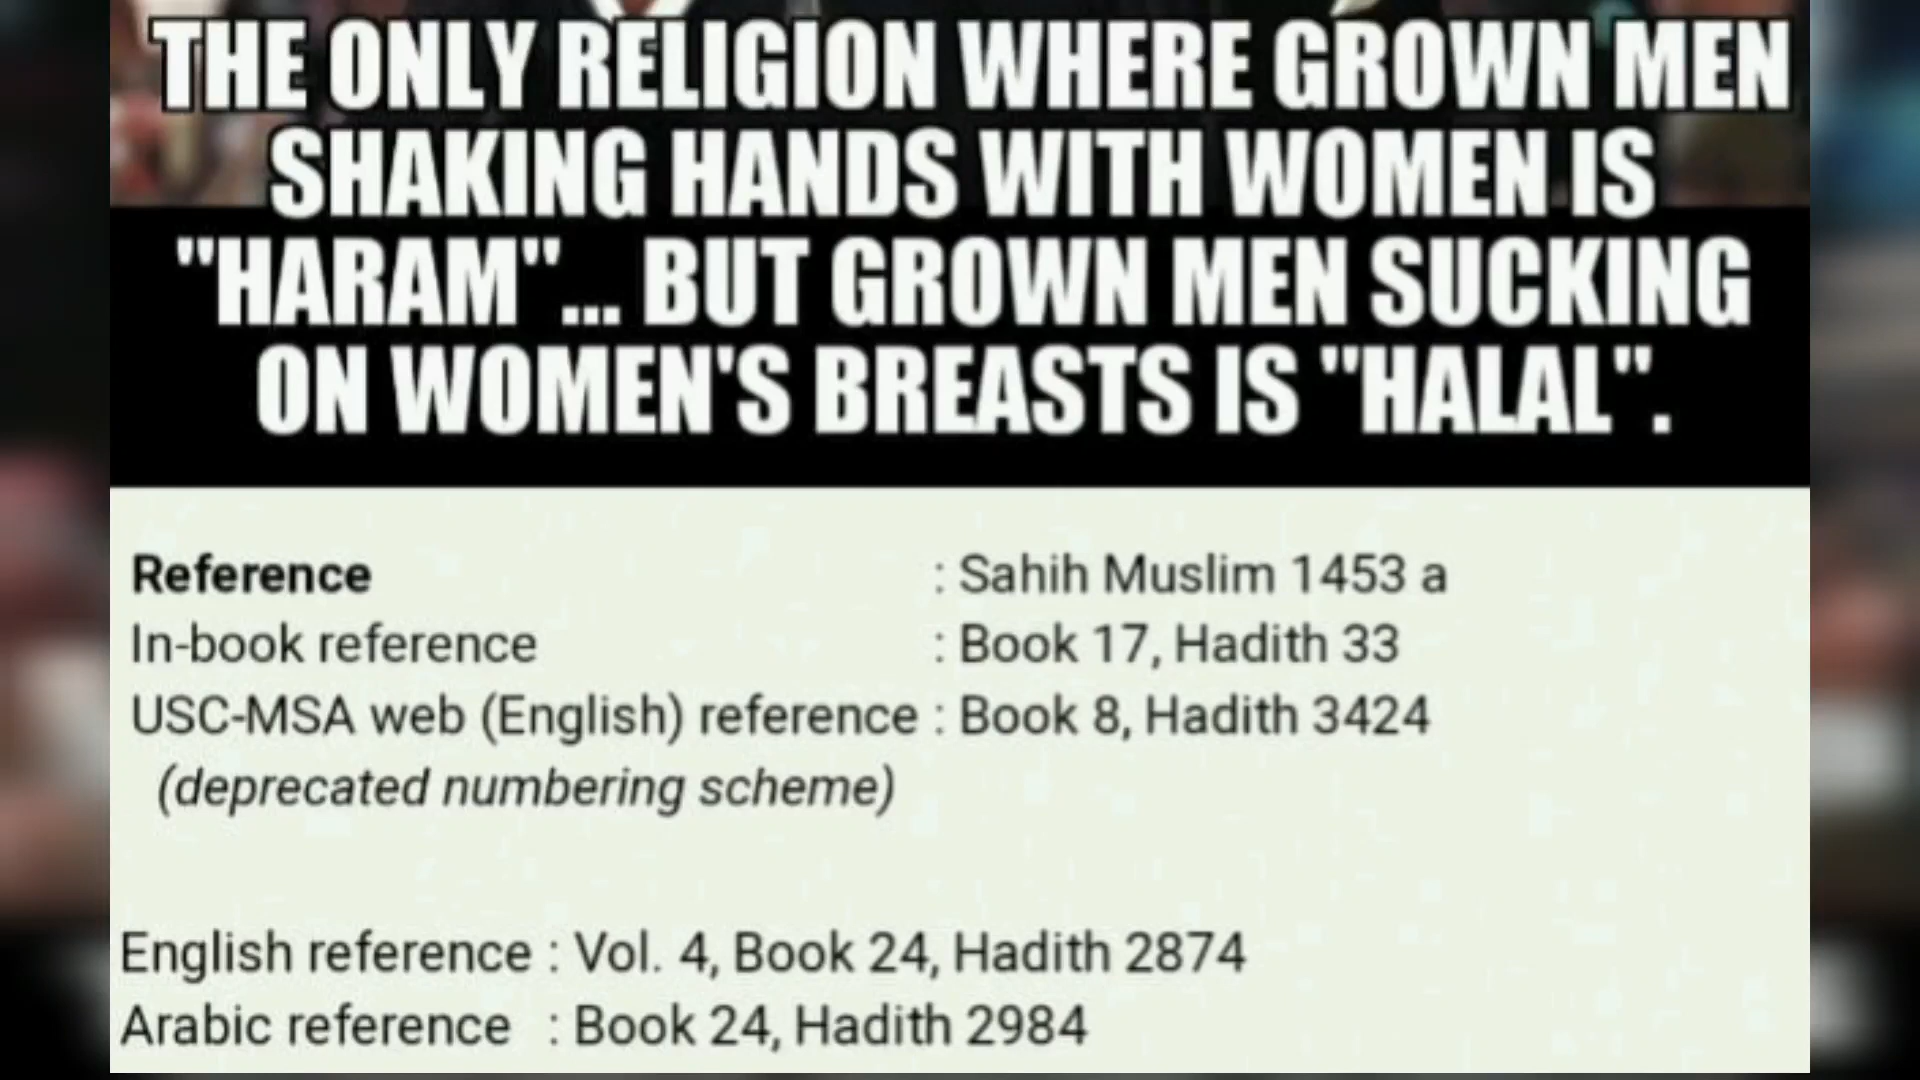 THE ONLY RELIGION WHERE GROWN MEN
SHAKING HANDS WITH WOMEN IS
"HARAM"... BUT GROWN MEN SUCKING
ON WOMEN'S BREASTS IS "HALAL".
Reference : Sahih Muslim 1453 a
In-book reference : Book 17, Hadith 33
USC-MSA web (English) reference : Book 8, Hadith 3424
(deprecated numbering scheme)
English reference : Vol. 4, Book 24, Hadith 2874
Arabic reference : Book 24, Hadith 2984